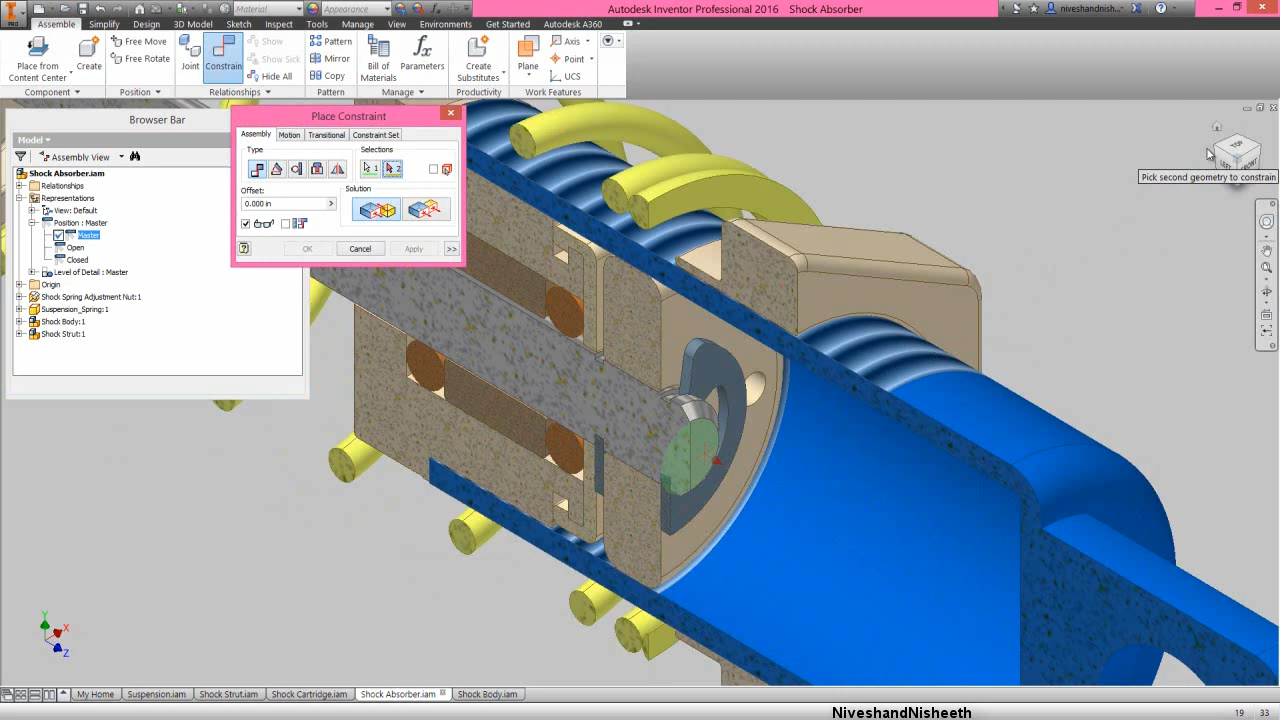 Material
Appearance
Autodesk Inventor Professional 2016 Shock Absorber
niveshandnish...
PRO
Assemble Simplify Design 3D Model Sketch Inspect Tools Manage View Environments Get Started Autodesk A360
Place from
Content Center
Create
Free Move
Free Rotate
Joint
Constrain
Show
Show Sick
Hide All
Pattern
Mirror
Copy
Bill of
Materials
Parameters
Create
Substitutes
Plane
Axis
Point
UCS
Component Position Relationships Pattern Manage Productivity Work Features
Browser Bar
Model
Assembly View
Shock Absorber.iam
Relationships
Representations
View: Default
Position : Master
Master
Open
Closed
Level of Detail : Master
Origin
Shock Spring Adjustment Nut:1
Suspension_Spring:1
Shock Body:1
Shock Strut:1
Place Constraint
Assembly Motion Transitional Constraint Set
Type
Selections
1
2
Offset:
0.000 in
Solution
OK
Cancel
Apply
>>
TOP
LEFT
FRONT
Pick second geometry to constrain
Y
X
Z
My Home Suspension.iam Shock Strut.iam Shock Cartridge.iam Shock Absorber.iam Shock Body.iam
NiveshandNisheeth
19 33